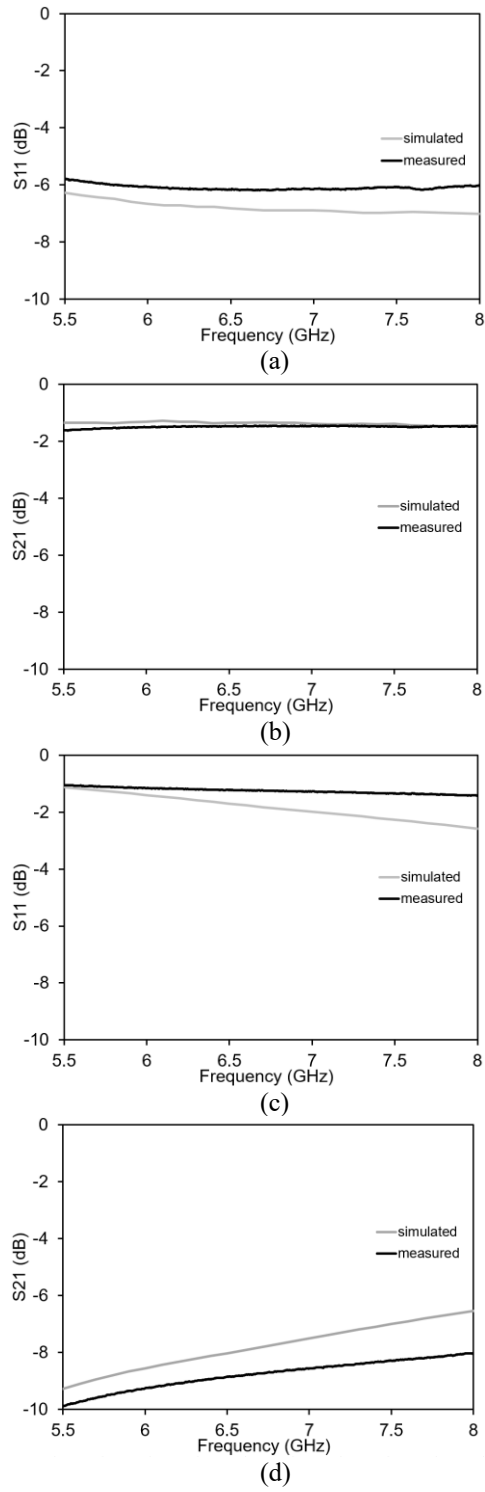 0
-2
-4
-6
-8
-10
S11 (dB)
simulated
measured
5.5 6 6.5 7 7.5 8
Frequency (GHz)
(a)
0
-2
-4
-6
-8
-10
S21 (dB)
simulated
measured
5.5 6 6.5 7 7.5 8
Frequency (GHz)
(b)
0
-2
-4
-6
-8
-10
S11 (dB)
simulated
measured
5.5 6 6.5 7 7.5 8
Frequency (GHz)
(c)
0
-2
-4
-6
-8
-10
S21 (dB)
simulated
measured
5.5 6 6.5 7 7.5 8
Frequency (GHz)
(d)